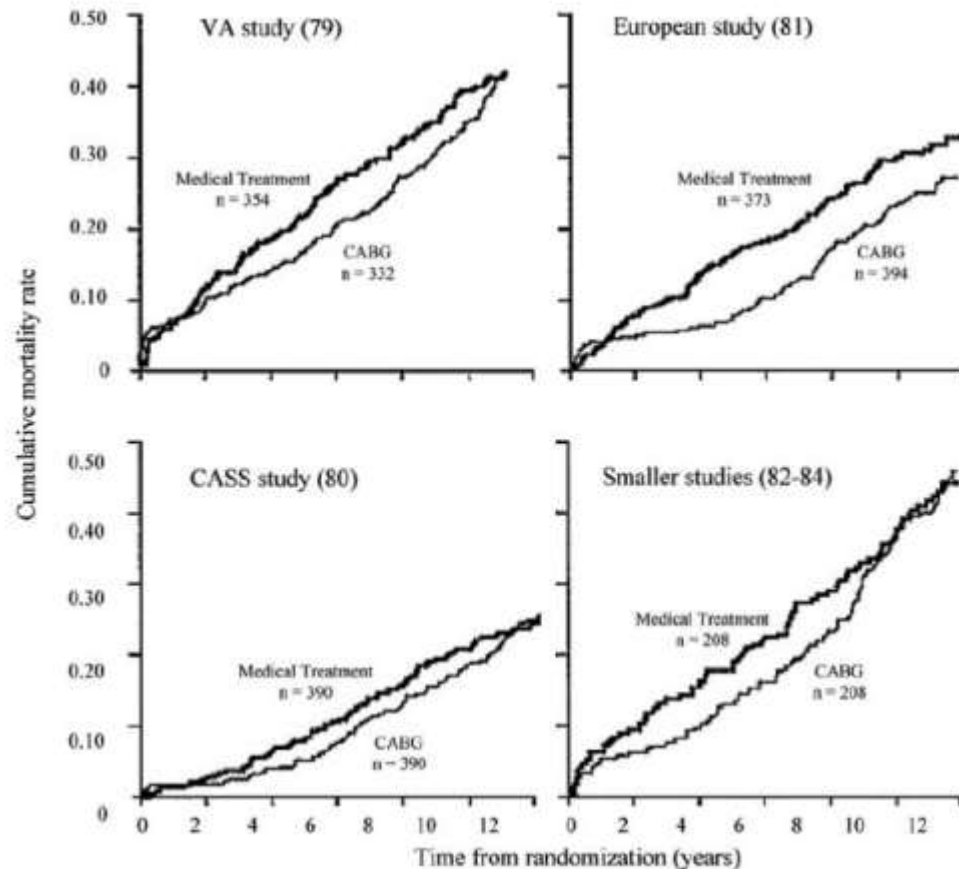 0.50
VA study (79)
European study (81)
0.40
0.30
Medical Treatment
n = 354
Medical Treatment
n = 373
0.20
CABG
n = 332
CABG
n = 394
0.10
0
Cumulative mortality rate
0.50
CASS study (80)
Smaller studies (82-84)
0.40
0.30
Medical Treatment
n = 208
0.20
Medical Treatment
n = 390
CABG
n = 208
0.10
CABG
n = 390
0
0 2 4 6 8 10 12
0 2 4 6 8 10 12
Time from randomization (years)